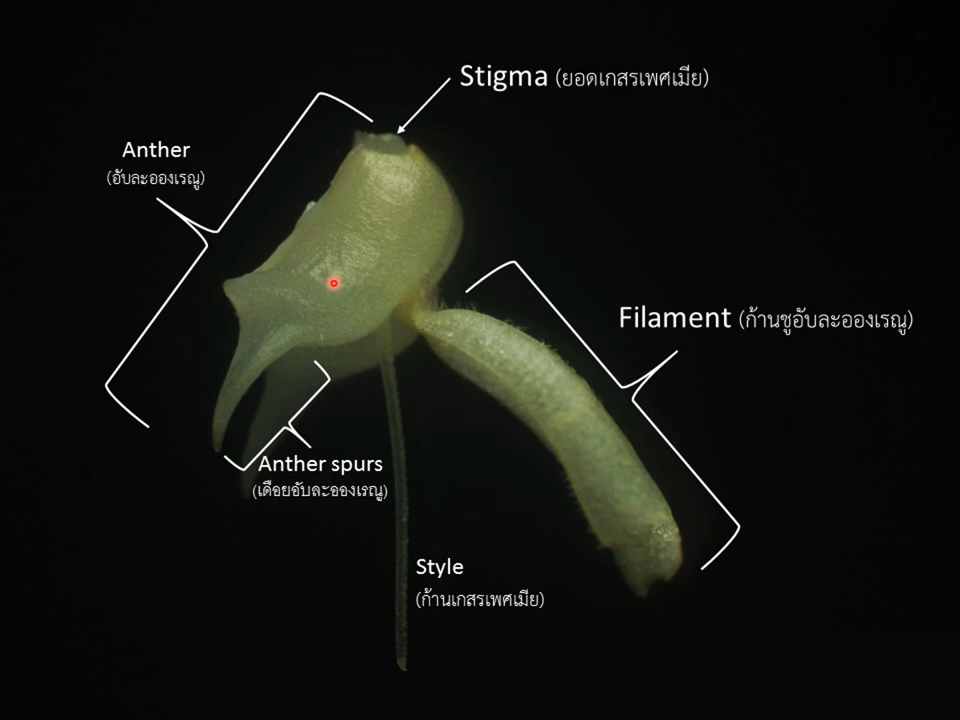 Stigma (ยอดเกสรเพศเมีย)
Anther
(อับละอองเรณู)
Filament (ก้านชูอับละอองเรณู)
Anther spurs
(เดือยอับละอองเรณู)
Style
(ก้านเกสรเพศเมีย)